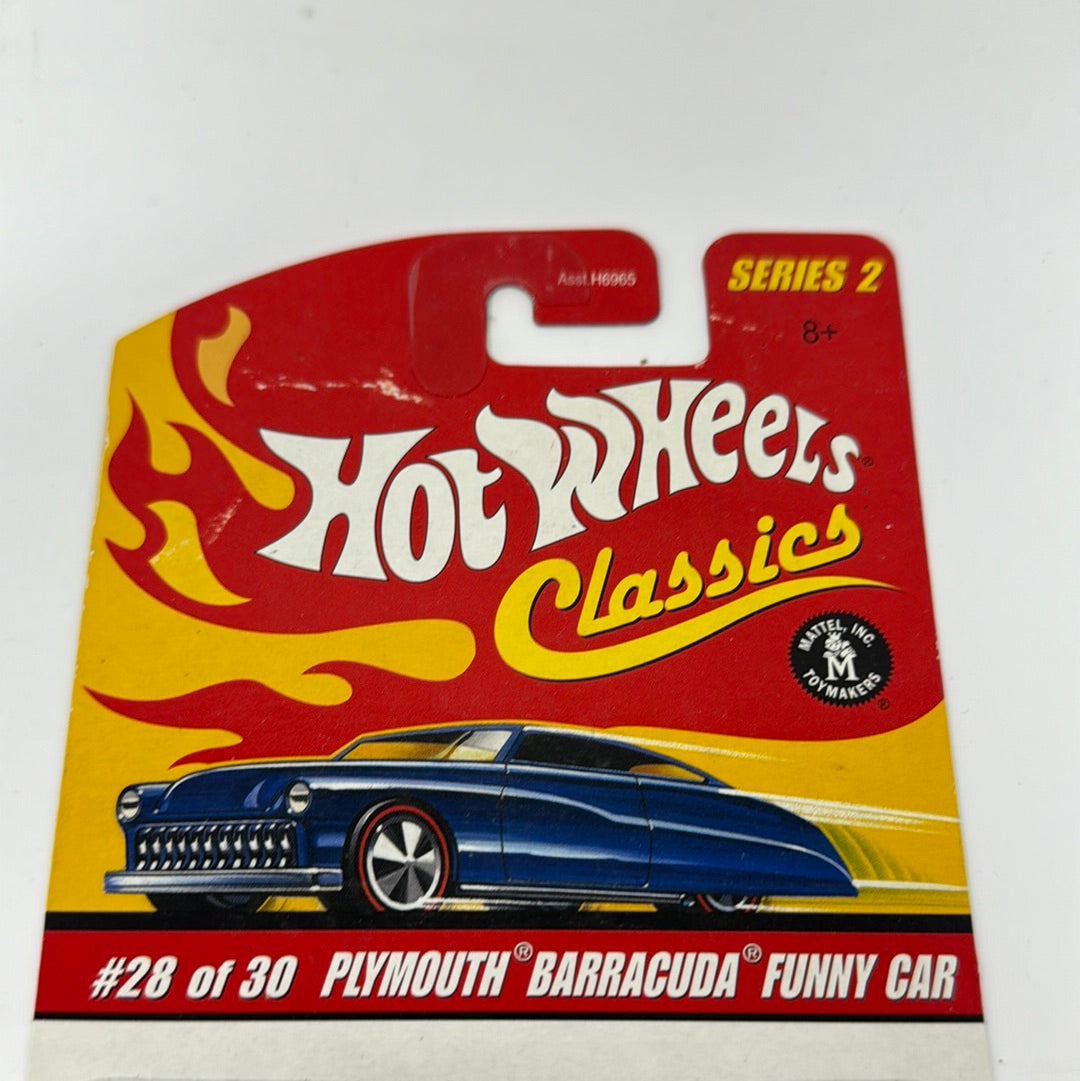 Asst.H6965
SERIES 2
8+
HOT WHEELS®
Classics
MATTEL, INC.
M
TOYMAKERS®
#28 of 30 PLYMOUTH® BARRACUDA® FUNNY CAR